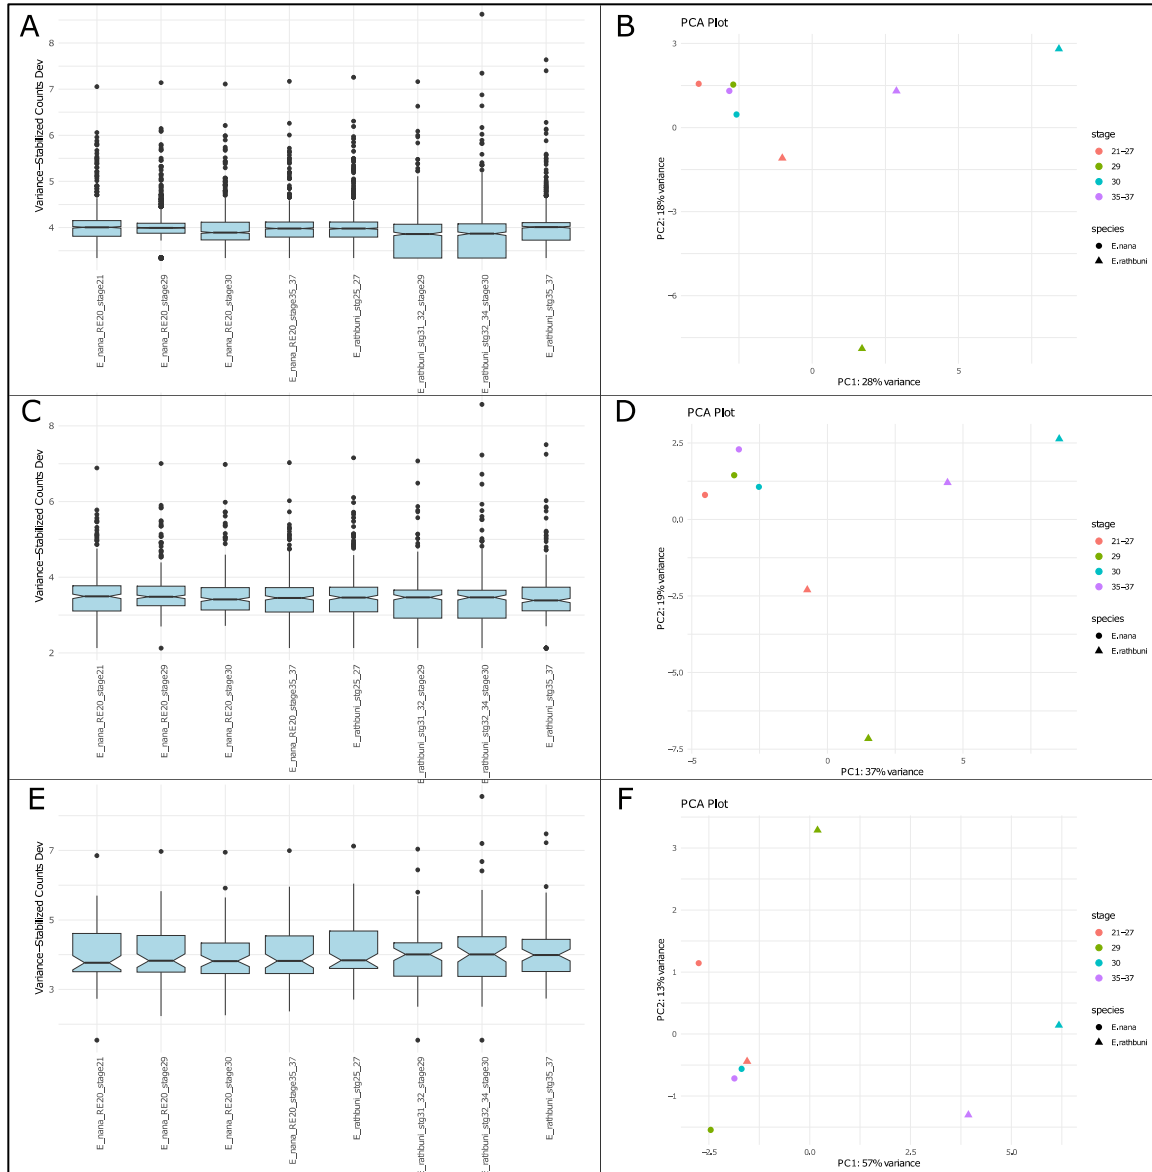 A
Variance−Stabilized Counts Dev
8
7
6
5
4
E_nana_RE20_stage21
E_nana_RE20_stage29
E_nana_RE20_stage30
E_nana_RE20_stage35_37
E_rathbuni_stg25_27
E_rathbuni_stg31_32_stage29
E_rathbuni_stg32_34_stage30
E_rathbuni_stg35_37
B
PCA Plot
PC2: 18% variance
3
0
−3
−6
0
5
PC1: 28% variance
stage
21−27
29
30
35−37
species
E.nana
E.rathbuni
C
Variance−Stabilized Counts Dev
8
6
4
2
E_nana_RE20_stage21
E_nana_RE20_stage29
E_nana_RE20_stage30
E_nana_RE20_stage35_37
E_rathbuni_stg25_27
E_rathbuni_stg31_32_stage29
E_rathbuni_stg32_34_stage30
E_rathbuni_stg35_37
D
PCA Plot
PC2: 19% variance
2.5
0.0
−2.5
−5.0
−7.5
−5
0
5
PC1: 37% variance
stage
21−27
29
30
35−37
species
E.nana
E.rathbuni
E
Variance−Stabilized Counts Dev
7
5
3
E_nana_RE20_stage21
E_nana_RE20_stage29
E_nana_RE20_stage30
E_nana_RE20_stage35_37
E_rathbuni_stg25_27
E_rathbuni_stg31_32_stage29
E_rathbuni_stg32_34_stage30
E_rathbuni_stg35_37
F
PCA Plot
PC2: 13% variance
3
2
1
0
−1
−2.5
0.0
2.5
5.0
PC1: 57% variance
stage
21−27
29
30
35−37
species
E.nana
E.rathbuni